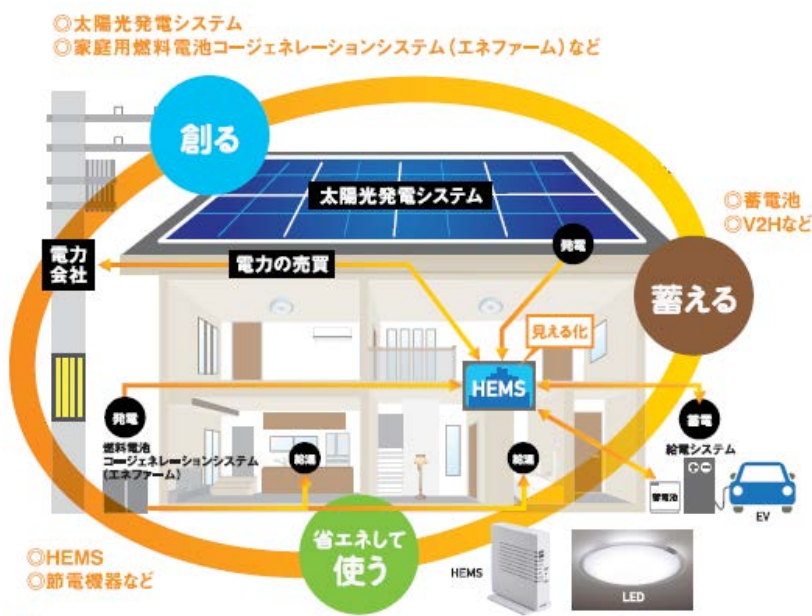 ◎太陽光発電システム
◎家庭用燃料電池コージェネレーションシステム(エネファーム)など
創る
太陽光発電システム
◎蓄電池
◎V2Hなど
電力
会社
電力の売買
発電
蓄える
見える化
HEMS
発電
燃料電池
コージェネレーションシステム
(エネファーム)
給湯
給湯
蓄電
給電システム
蓄電池
EV
◎HEMS
◎節電機器など
省エネして
使う
HEMS
LED